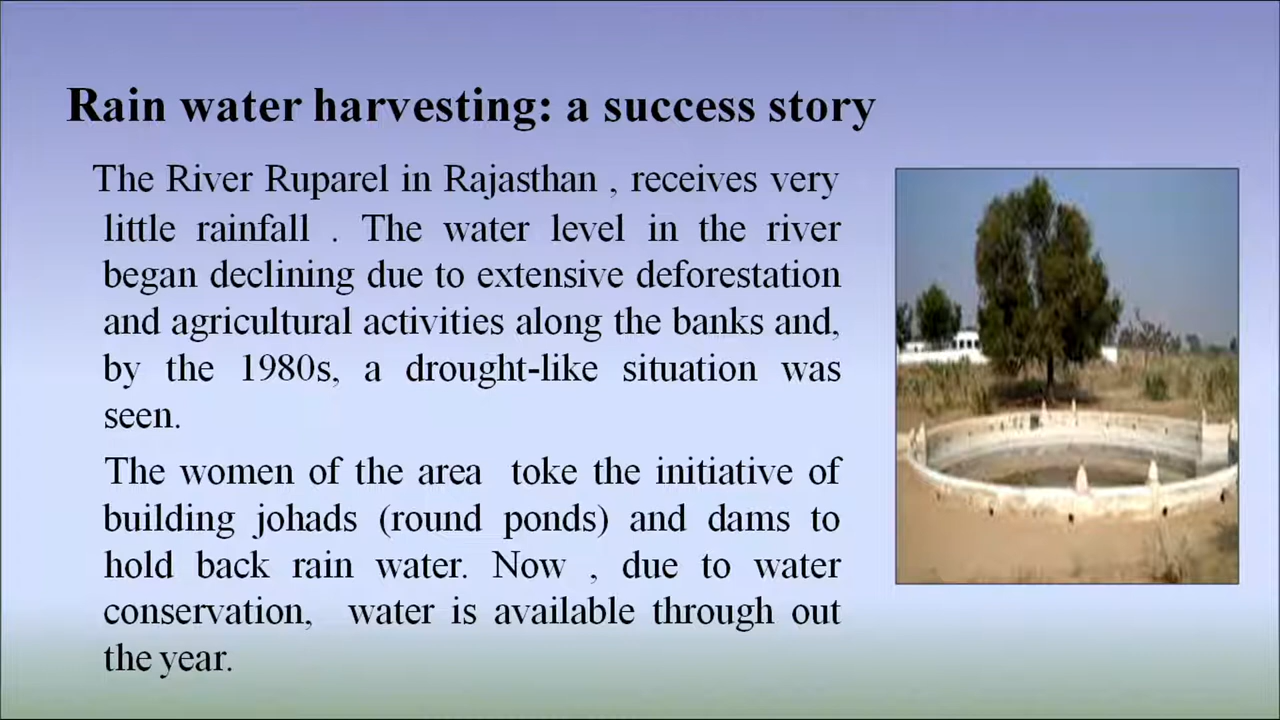 Rain water harvesting: a success story
The River Ruparel in Rajasthan , receives very
little rainfall . The water level in the river
began declining due to extensive deforestation
and agricultural activities along the banks and,
by the 1980s, a drought-like situation was
seen.
The women of the area toke the initiative of
building johads (round ponds) and dams to
hold back rain water. Now , due to water
conservation, water is available through out
the year.